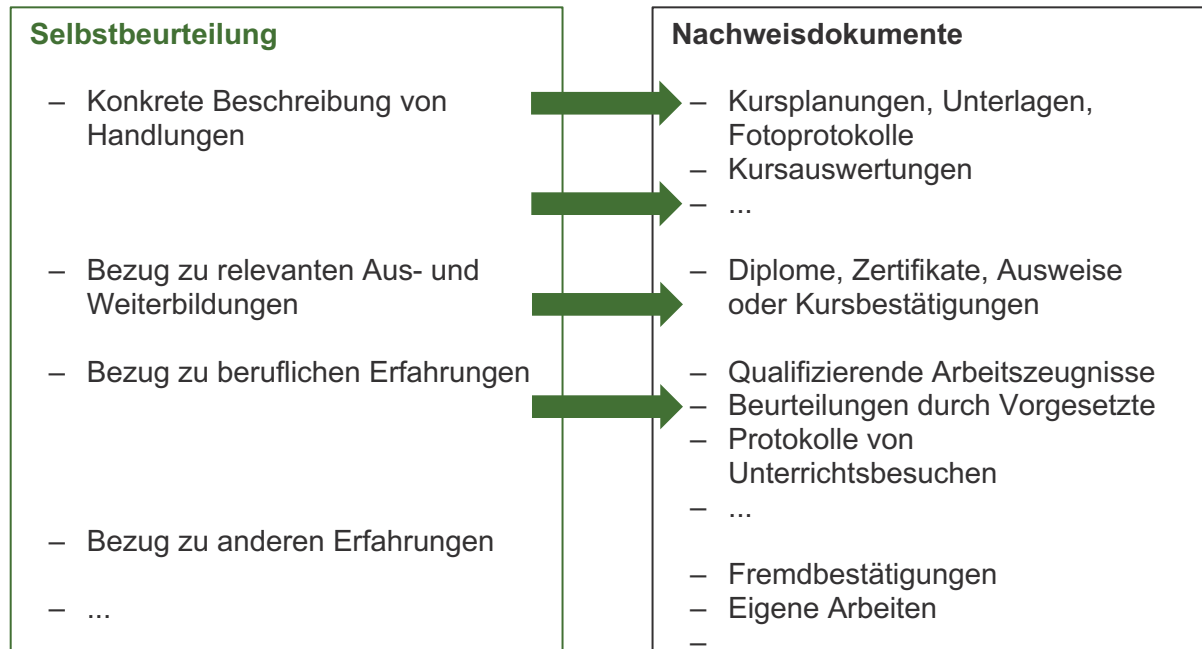 Selbstbeurteilung
– Konkrete Beschreibung von
Handlungen
– Bezug zu relevanten Aus- und
Weiterbildungen
– Bezug zu beruflichen Erfahrungen
– Bezug zu anderen Erfahrungen
– ...
Nachweisdokumente
– Kursplanungen, Unterlagen,
Fotoprotokolle
– Kursauswertungen
– ...
– Diplome, Zertifikate, Ausweise
oder Kursbestätigungen
– Qualifizierende Arbeitszeugnisse
– Beurteilungen durch Vorgesetzte
– Protokolle von
Unterrichtsbesuchen
– ...
– Fremdbestätigungen
– Eigene Arbeiten
–